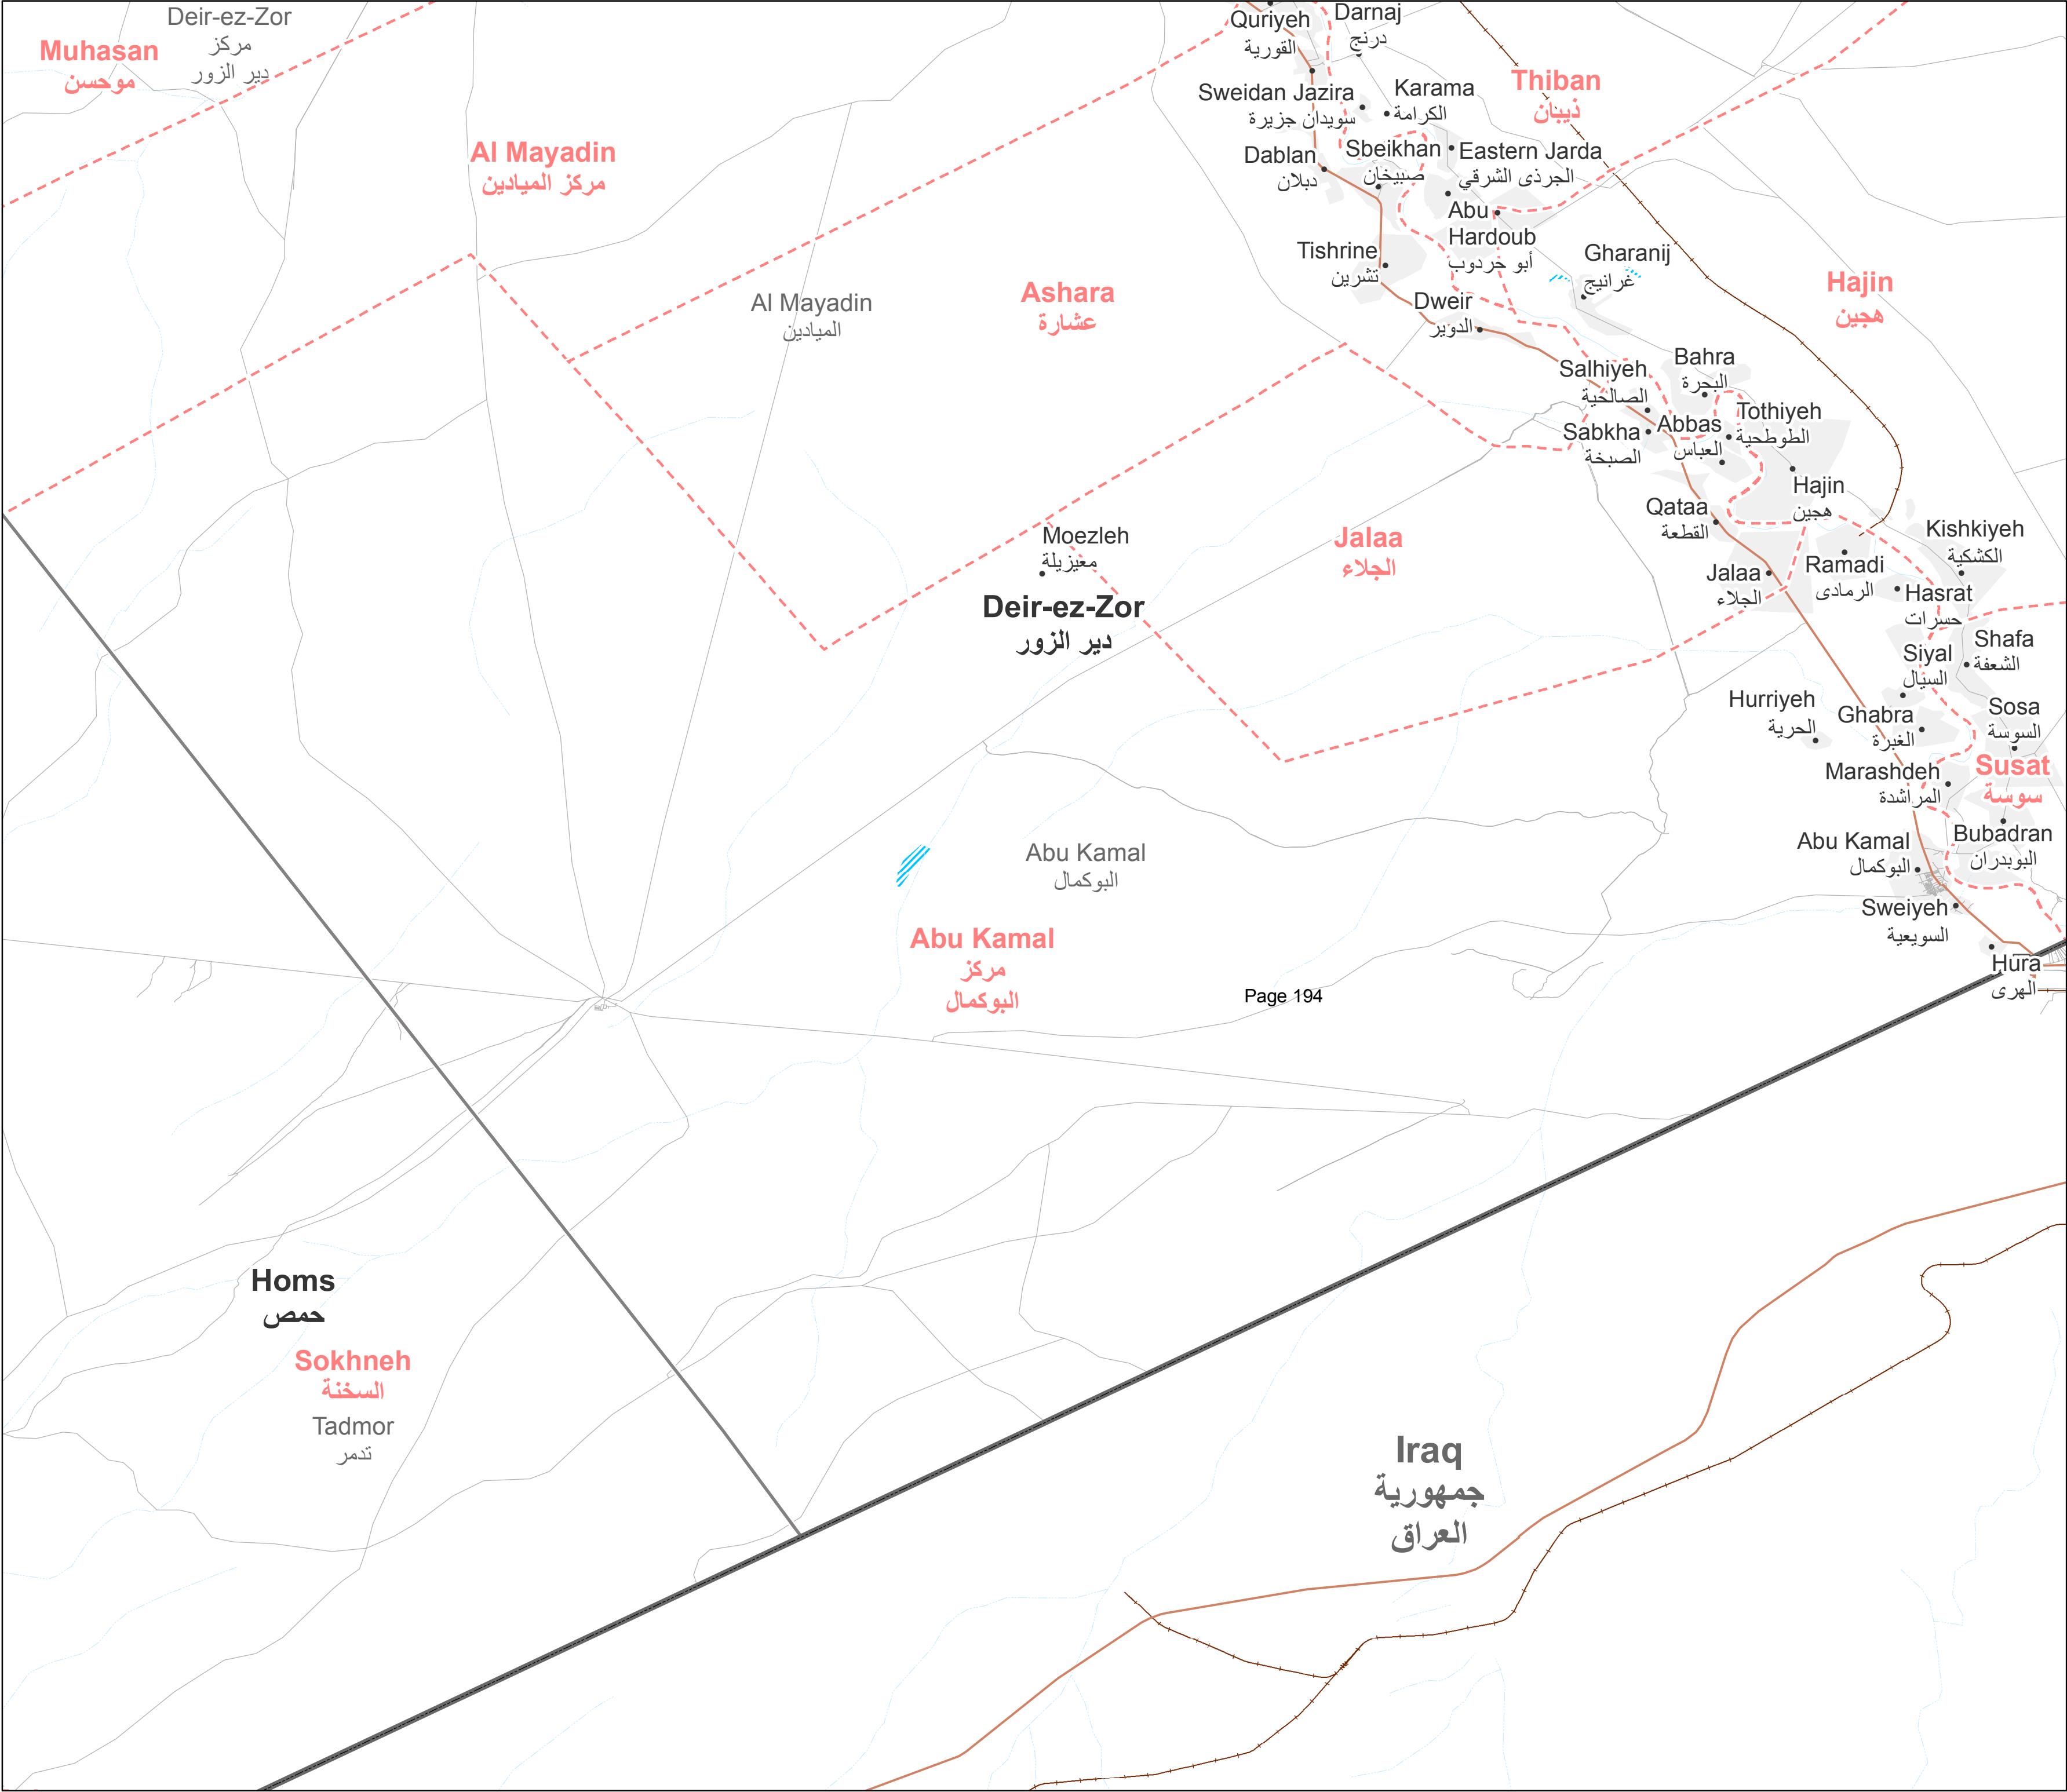 Deir-ez-Zor
مركز
دير الزور
Muhasan
موحسن
Al Mayadin
مركز الميادين
Al Mayadin
الميادين
Ashara
عشارة
Quriyeh
القورية
Darnaj
درنج
Thiban
ذيبان
Sweidan Jazira
سويدان جزيرة
Karama
الكرامة
Dablan
دبلان
Sbeikhan
صبيخان
Eastern Jarda
الجرذى الشرقي
Abu
Hardoub
أبو حردوب
Tishrine
تشرين
Gharanij
غرانيج
Hajin
هجين
Dweir
الدوير
Salhiyeh
الصالحية
Bahra
البحرة
Sabkha
الصبخة
Abbas
العباس
Tothiyeh
الطوطحية
Hajin
هجين
Qataa
القطعة
Kishkiyeh
الكشكية
Moezleh
معيزيلة
Jalaa
الجلاء
Jalaa
الجلاء
Ramadi
الرمادى
Hasrat
حسرات
Deir-ez-Zor
دير الزور
Shafa
الشعفة
Siyal
السيال
Hurriyeh
الحرية
Ghabra
الغبرة
Sosa
السوسة
Susat
سوسة
Marashdeh
المراشدة
Bubadran
البوبدران
Abu Kamal
البوكمال
Abu Kamal
البوكمال
Sweiyeh
السويعية
Abu Kamal
مركز
البوكمال
Hura
الهرى
Page 194
Homs
حمص
Sokhneh
السخنة
Tadmor
تدمر
Iraq
جمهورية
العراق